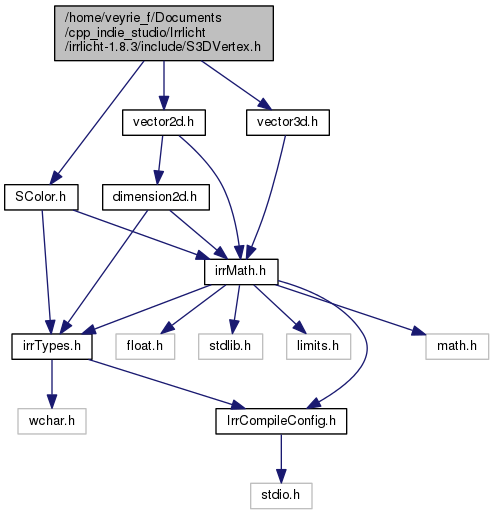 /home/veyrie_f/Documents
/cpp_indie_studio/Irrlicht
/irrlicht-1.8.3/include/S3DVertex.h
vector2d.h
vector3d.h
SColor.h
dimension2d.h
irrMath.h
irrTypes.h
float.h
stdlib.h
limits.h
math.h
wchar.h
IrrCompileConfig.h
stdio.h